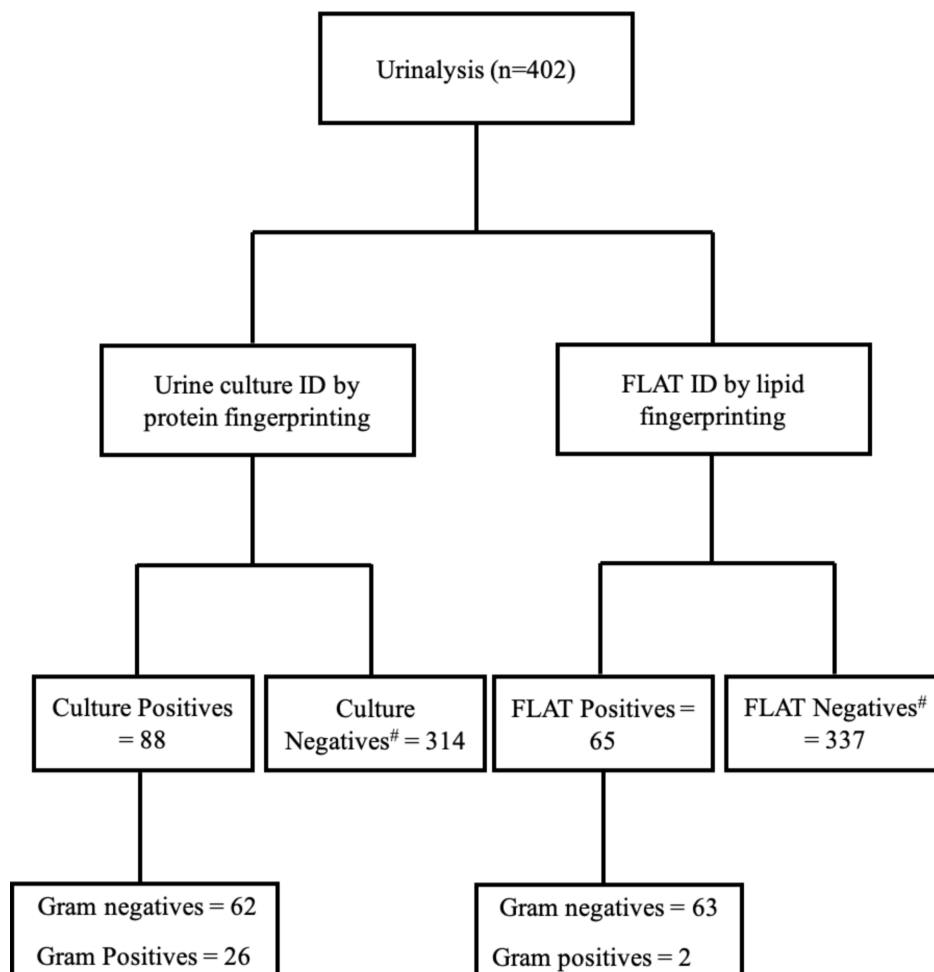 Urinalysis (n=402)
Urine culture ID by
protein fingerprinting
FLAT ID by lipid
fingerprinting
Culture Positives
= 88
Culture
Negatives# = 314
FLAT Positives =
65
FLAT Negatives#
= 337
Gram negatives = 62
Gram Positives = 26
Gram negatives = 63
Gram positives = 2